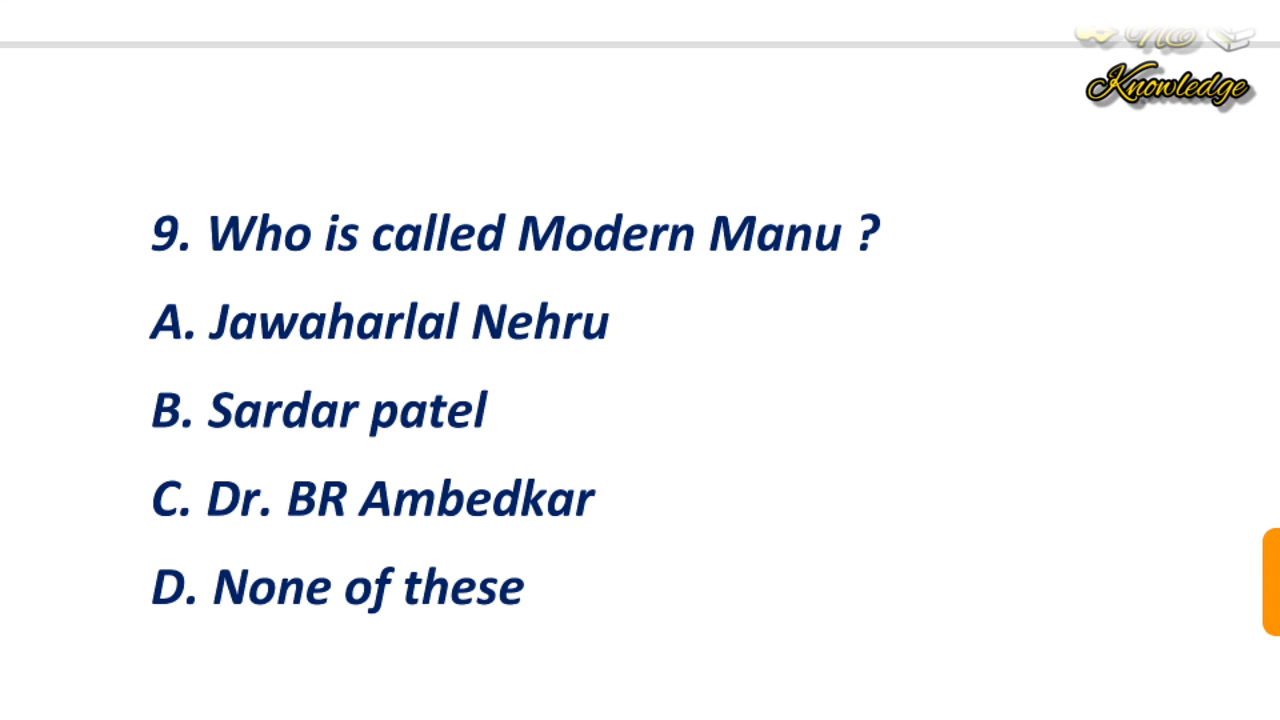 Knowledge
9. Who is called Modern Manu ?
A. Jawaharlal Nehru
B. Sardar patel
C. Dr. BR Ambedkar
D. None of these